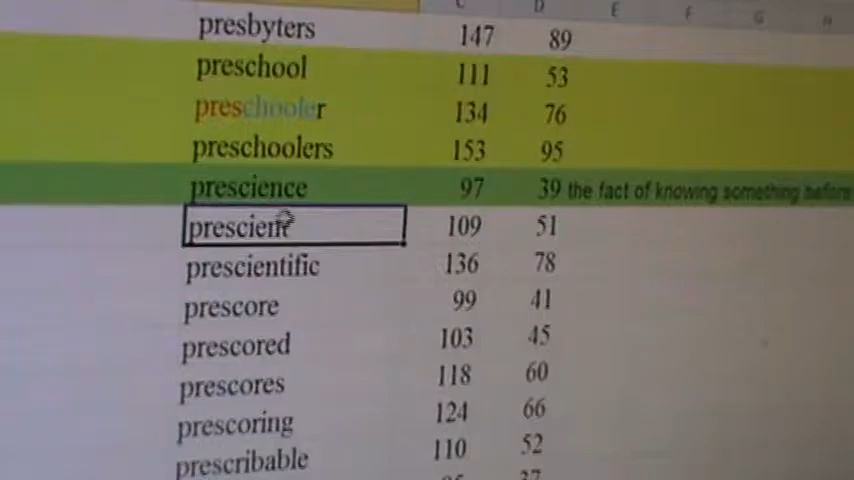 C D E F G H
presbyters 147 89
preschool 111 53
preschooler 134 76
preschoolers 153 95
prescience 97 39 the fact of knowing something before
prescient 109 51
prescientific 136 78
prescore 99 41
prescored 103 45
prescores 118 60
prescoring 124 66
prescribable 110 52